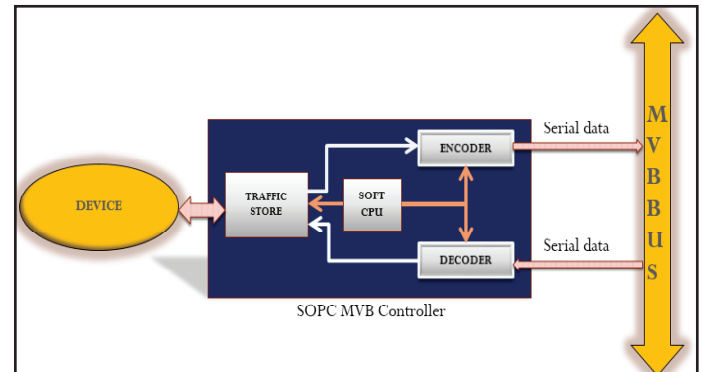 Serial data
ENCODER
TRAFFIC
STORE
SOFT
CPU
DEVICE
DECODER
Serial data
SOPC MVB Controller
M
V
B
B
U
S